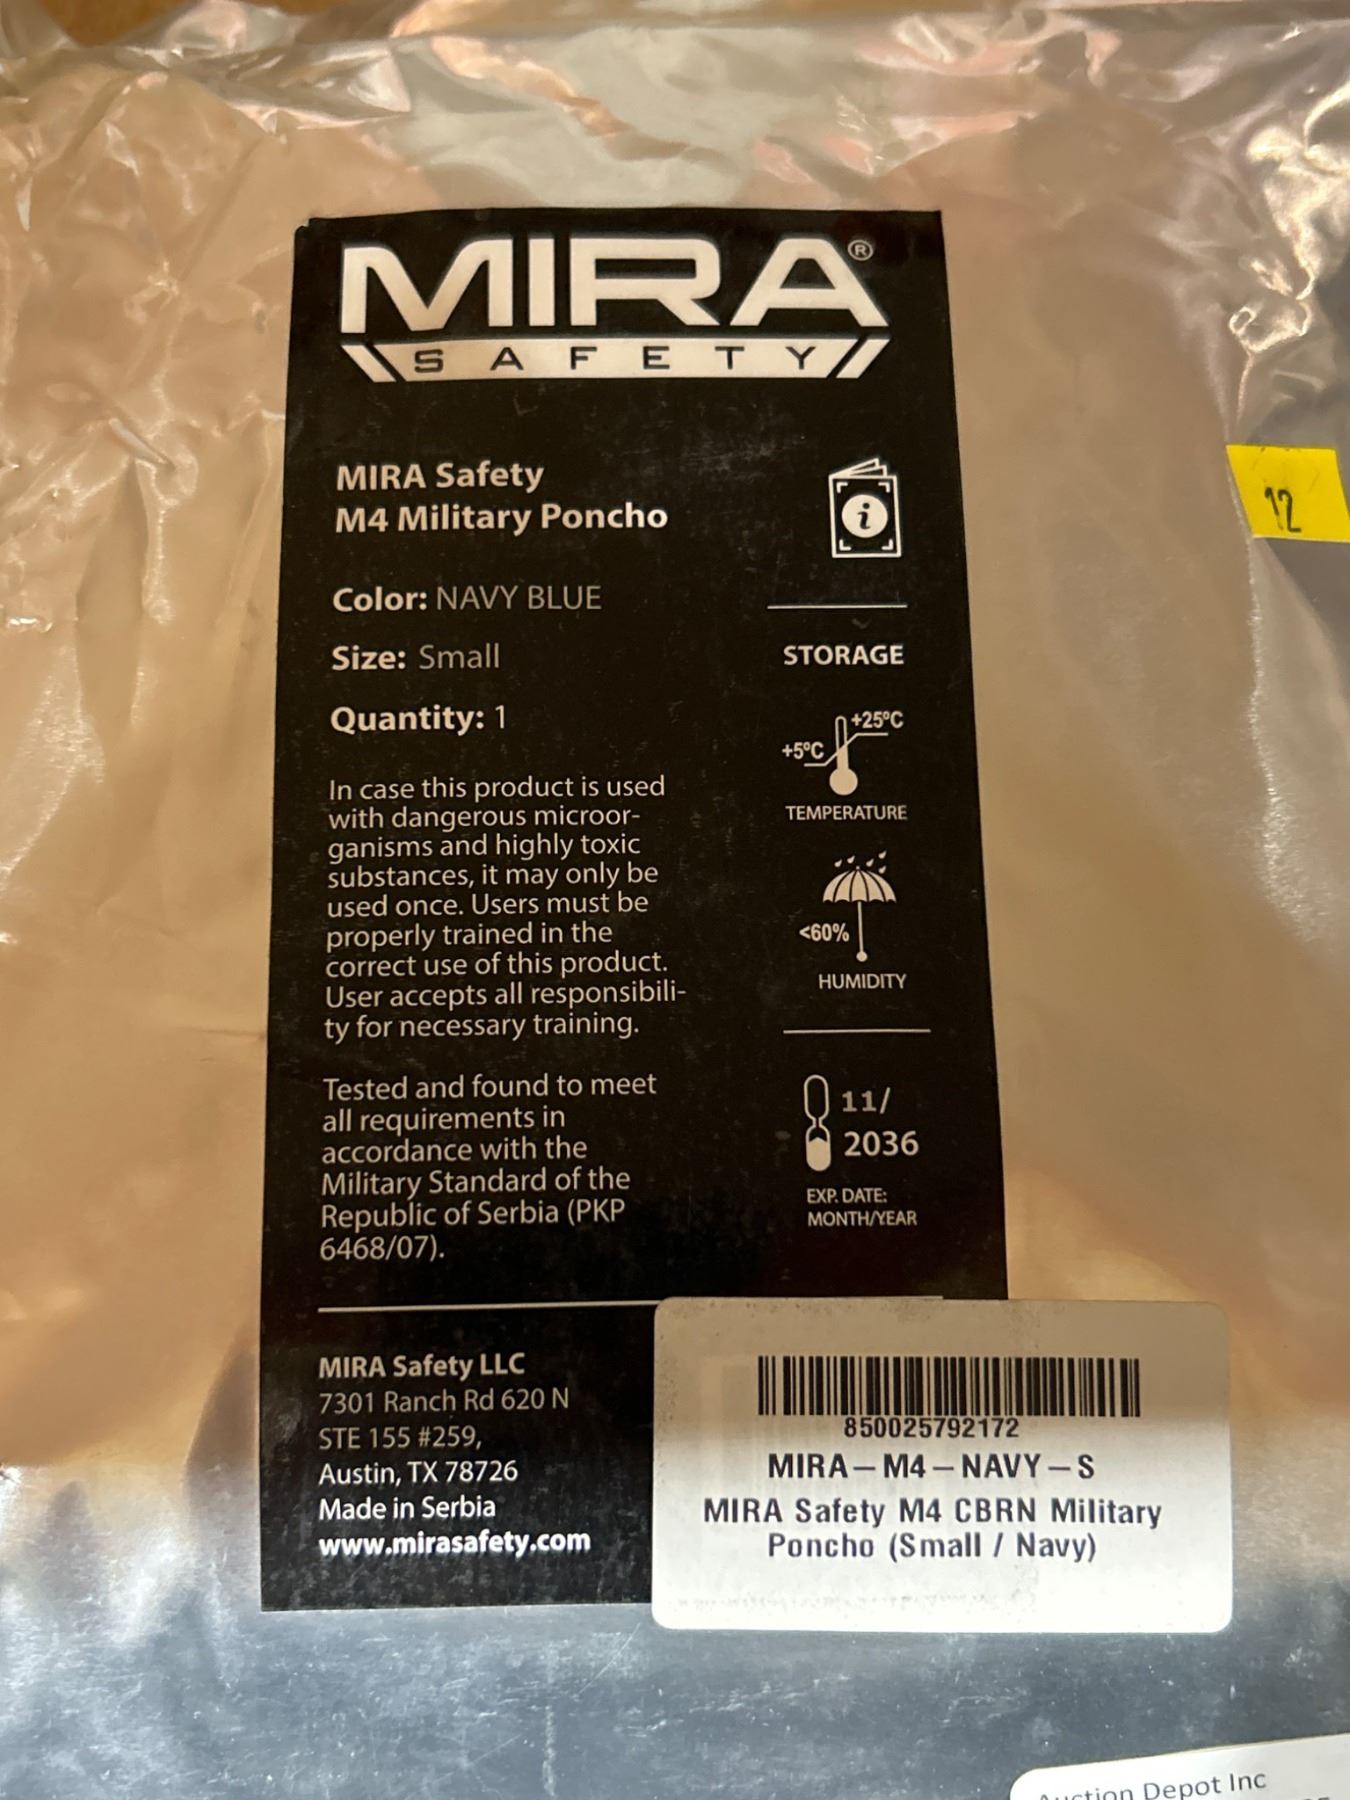 MIRA®
SAFETY
MIRA Safety
M4 Military Poncho
Color: NAVY BLUE
Size: Small
Quantity: 1
In case this product is used
with dangerous microor-
ganisms and highly toxic
substances, it may only be
used once. Users must be
properly trained in the
correct use of this product.
User accepts all responsibili-
ty for necessary training.
Tested and found to meet
all requirements in
accordance with the
Military Standard of the
Republic of Serbia (PKP
6468/07).
i
STORAGE
+25ºC
+5ºC
TEMPERATURE
<60%
HUMIDITY
11/
2036
EXP. DATE:
MONTH/YEAR
12
MIRA Safety LLC
7301 Ranch Rd 620 N
STE 155 #259,
Austin, TX 78726
Made in Serbia
www.mirasafety.com
850025792172
MIRA-M4-NAVY-S
MIRA Safety M4 CBRN Military
Poncho (Small / Navy)
Auction Depot Inc